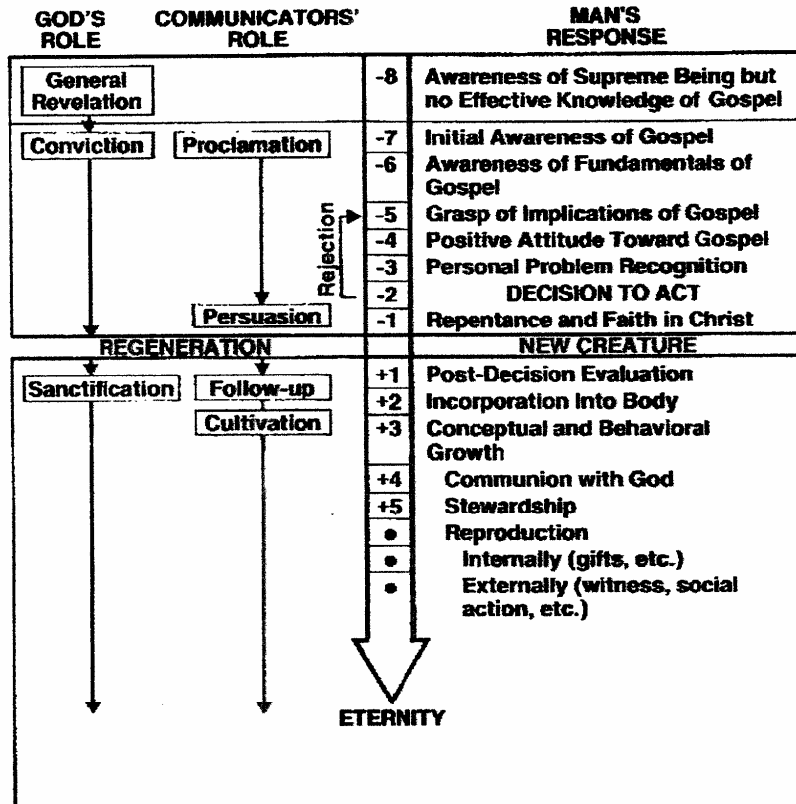 GOD'S ROLE
COMMUNICATORS' ROLE
MAN'S RESPONSE
General Revelation
-8 Awareness of Supreme Being but
no Effective Knowledge of Gospel
Conviction
Proclamation
-7 Initial Awareness of Gospel
-6 Awareness of Fundamentals of
Gospel
Rejection
-5 Grasp of Implications of Gospel
-4 Positive Attitude Toward Gospel
-3 Personal Problem Recognition
-2 DECISION TO ACT
Persuasion
-1 Repentance and Faith in Christ
REGENERATION
NEW CREATURE
Sanctification
Follow-up
+1 Post-Decision Evaluation
Cultivation
+2 Incorporation Into Body
+3 Conceptual and Behavioral
Growth
+4 Communion with God
+5 Stewardship
• Reproduction
• Internally (gifts, etc.)
• Externally (witness, social
action, etc.)
ETERNITY